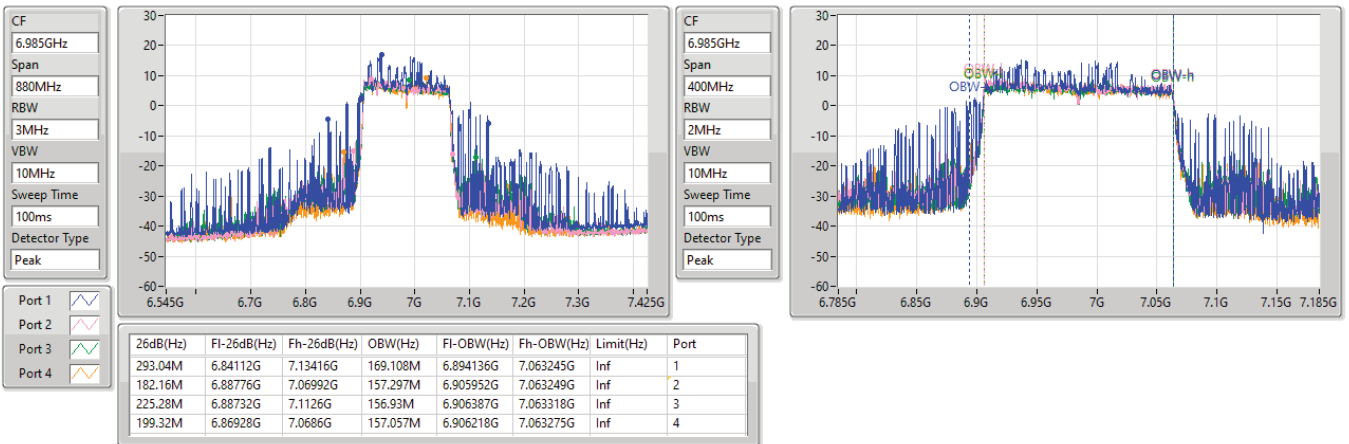 CF
6.985GHz
Span
880MHz
RBW
3MHz
VBW
10MHz
Sweep Time
100ms
Detector Type
Peak
30
20
10
0
-10
-20
-30
-40
-50
-60
6.545G 6.7G 6.8G 6.9G 7G 7.1G 7.2G 7.3G 7.425G
CF
6.985GHz
Span
400MHz
RBW
2MHz
VBW
10MHz
Sweep Time
100ms
Detector Type
Peak
30
20
10
0
-10
-20
-30
-40
-50
-60
OBW-h
6.785G 6.85G 6.9G 6.95G 7G 7.05G 7.1G 7.15G 7.185G
Port 1
Port 2
Port 3
Port 4
26dB(Hz) Fl-26dB(Hz) Fh-26dB(Hz) OBW(Hz) Fl-OBW(Hz) Fh-OBW(Hz) Limit(Hz) Port
293.04M 6.84112G 7.13416G 169.108M 6.894136G 7.063245G Inf 1
182.16M 6.88776G 7.06992G 157.297M 6.905952G 7.063249G Inf 2
225.28M 6.88732G 7.1126G 156.93M 6.906387G 7.063318G Inf 3
199.32M 6.86928G 7.0686G 157.057M 6.906218G 7.063275G Inf 4